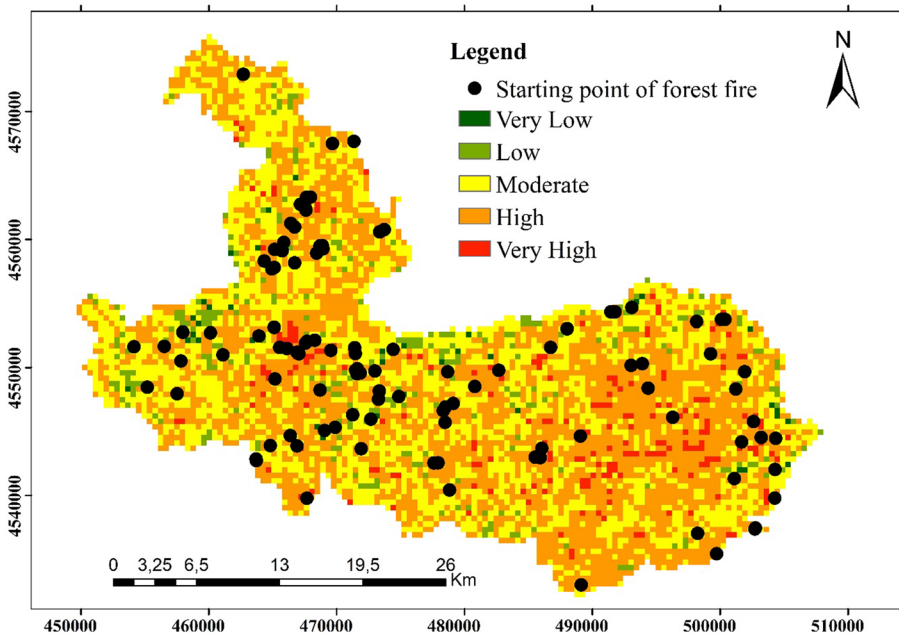 Legend
N
Starting point of forest fire
Very Low
Low
Moderate
High
Very High
4570000
4560000
4550000
4540000
0 3,25 6,5 13 19,5 26
Km
450000 460000 470000 480000 490000 500000 510000